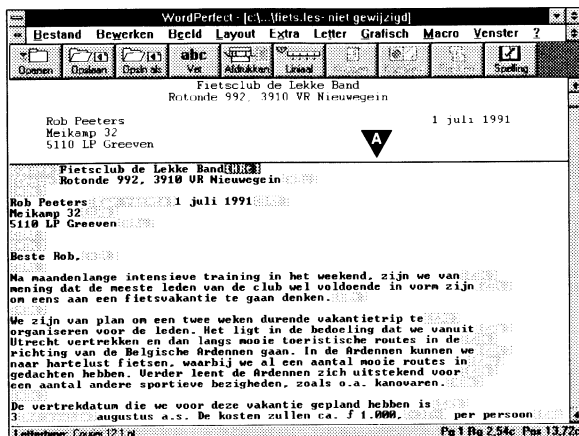 WordPerfect - [c:\...\fiets.les - niet gewijzigd]
Bestand Bewerken Beeld Layout Extra Letter Grafisch Macro Venster ?
Openen Opslaan Opsln als abc Vet Afdrukken Liniaal Spelling
Fietsclub de Lekke Band
Rotonde 992, 3910 VR Nieuwegein
Rob Peeters 1 juli 1991
Meikamp 32
5110 LP Greeven
A
Fietsclub de Lekke Band[HRt]
Rotonde 992, 3910 VR Nieuwegein
Rob Peeters 1 juli 1991
Meikamp 32
5110 LP Greeven
Beste Rob,
Na maandenlange intensieve training in het weekend, zijn we van
mening dat de meeste leden van de club wel voldoende in vorm zijn
om eens aan een fietsvakantie te gaan denken.
We zijn van plan om een twee weken durende vakantietrip te
organiseren voor de leden. Het ligt in de bedoeling dat we vanuit
Utrecht vertrekken en dan langs mooie toeristische routes in de
richting van de Belgische Ardennen gaan. In de Ardennen kunnen we
naar hartelust fietsen, waarbij we al een aantal mooie routes in
gedachten hebben. Verder leent de Ardennen zich uitstekend voor
een aantal andere sportieve bezigheden, zoals o.a. kanovaren.
De vertrekdatum die we voor deze vakantie gepland hebben is
3 augustus a.s. De kosten zullen ca. ƒ 1.000, per persoon
Lettertype: Courier 12.1 pt Pg 1 Rg 2,54c Pos 13,72c